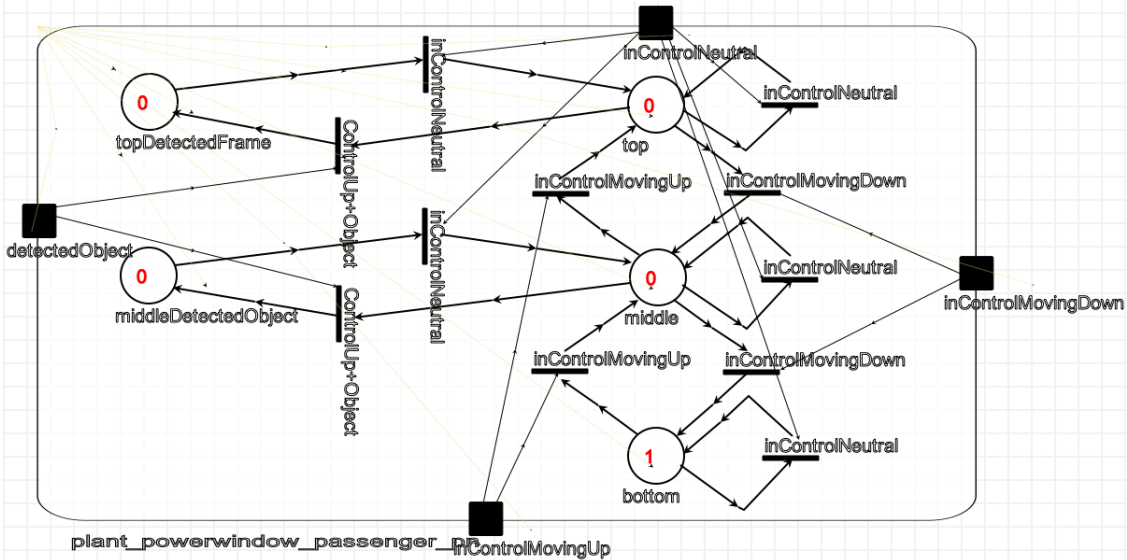 inControlNeutral
inControlNeutral
inControlNeutral
0
topDetectedFrame
0
top
ControlUp+Object
inControlMovingUp
inControlMovingDown
detectedObject
inControlNeutral
0
middleDetectedObject
0
middle
inControlNeutral
inControlMovingDown
ControlUp+Object
inControlMovingUp
inControlMovingDown
inControlNeutral
1
bottom
plant_powerwindow_passenger_pn
inControlMovingUp